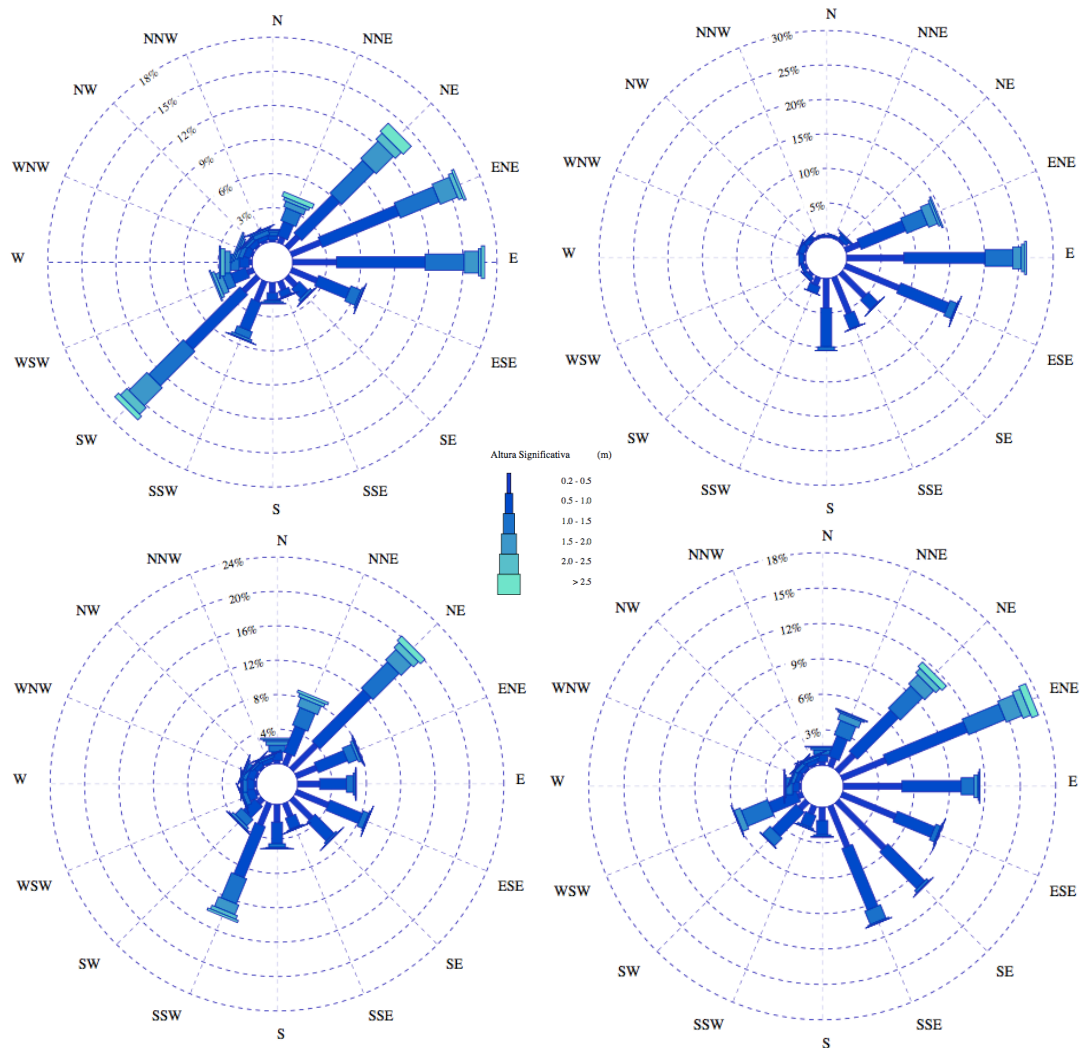 N
NNE
NE
ENE
E
ESE
SE
SSE
S
SSW
SW
WSW
W
WNW
NW
NNW
18%
15%
12%
9%
6%
3%
N
NNE
NE
ENE
E
ESE
SE
SSE
S
SSW
SW
WSW
W
WNW
NW
NNW
30%
25%
20%
15%
10%
5%
Altura Significativa (m)
0.2 - 0.5
0.5 - 1.0
1.0 - 1.5
1.5 - 2.0
2.0 - 2.5
> 2.5
N
NNE
NE
ENE
E
ESE
SE
SSE
S
SSW
SW
WSW
W
WNW
NW
NNW
24%
20%
16%
12%
8%
4%
N
NNE
NE
ENE
E
ESE
SE
SSE
S
SSW
SW
WSW
W
WNW
NW
NNW
18%
15%
12%
9%
6%
3%